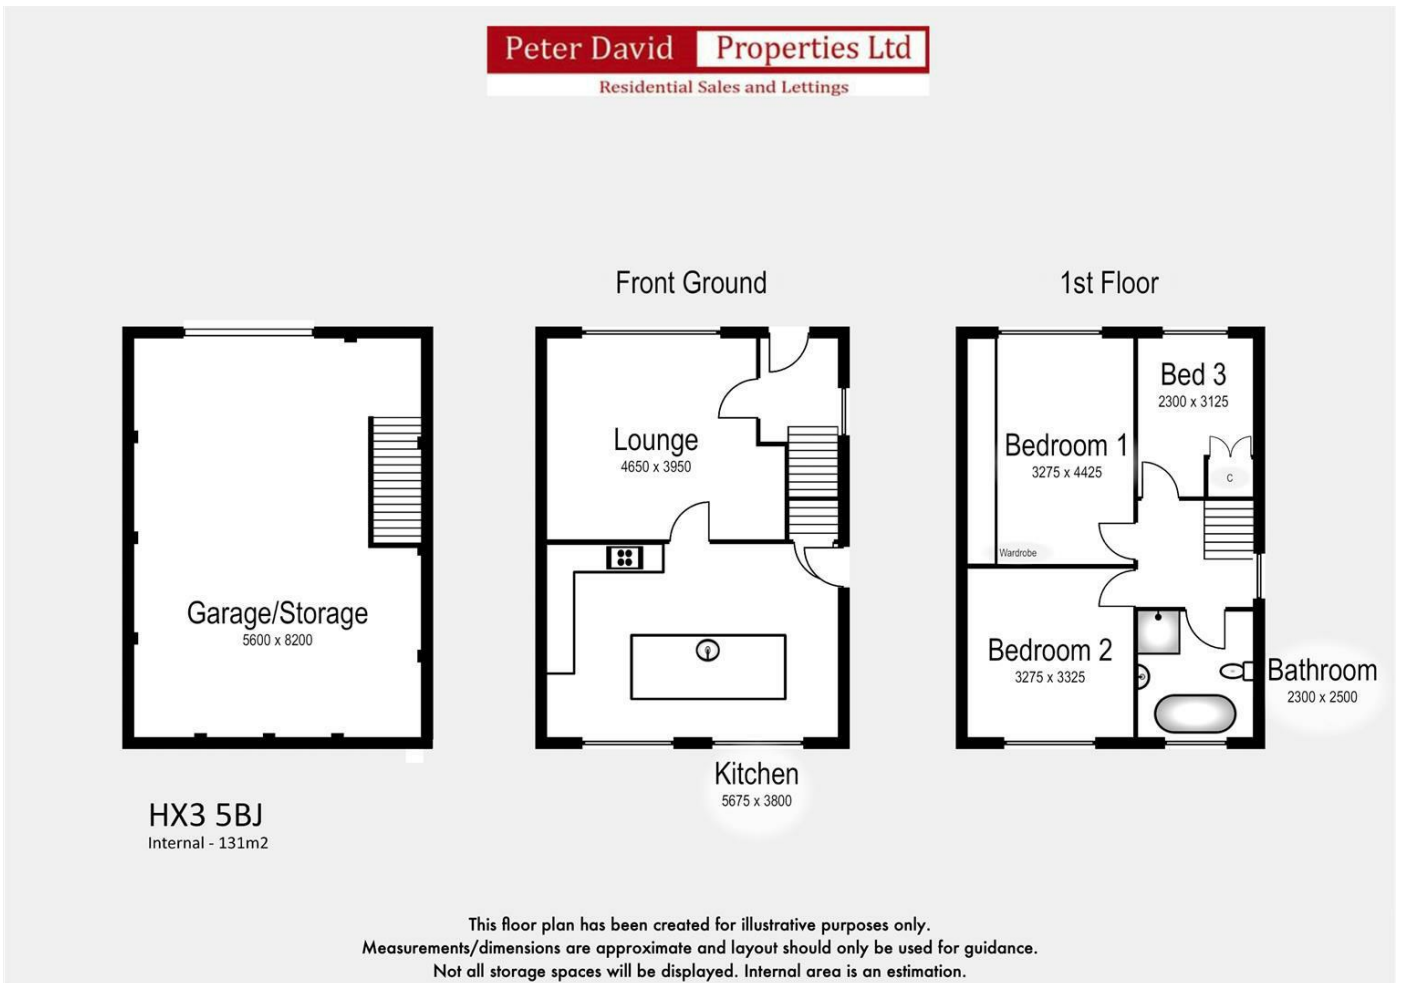 Peter David Properties Ltd
Residential Sales and Lettings
Front Ground
1st Floor
Garage/Storage
5600 x 8200
Lounge
4650 x 3950
Kitchen
5675 x 3800
Bedroom 1
3275 x 4425
Wardrobe
Bed 3
2300 x 3125
C
Bedroom 2
3275 x 3325
Bathroom
2300 x 2500
HX3 5BJ
Internal - 131m2
This floor plan has been created for illustrative purposes only.
Measurements/dimensions are approximate and layout should only be used for guidance.
Not all storage spaces will be displayed. Internal area is an estimation.